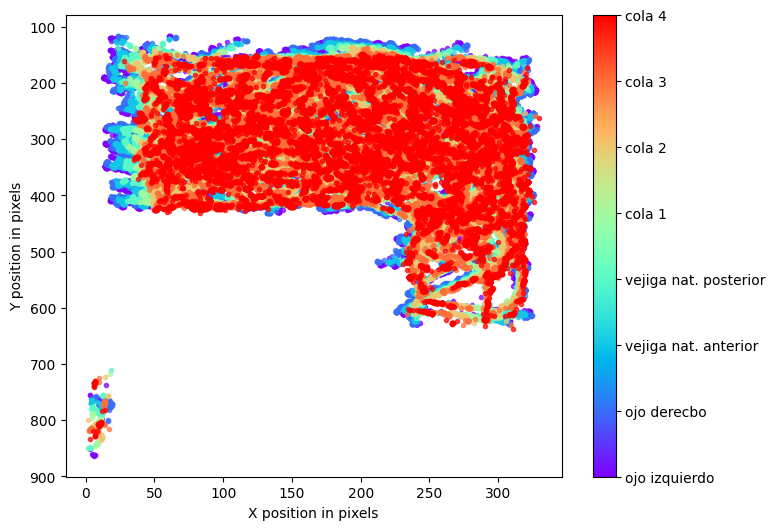 100
200
300
400
500
600
700
800
900
Y position in pixels
0
50
100
150
200
250
300
X position in pixels
cola 4
cola 3
cola 2
cola 1
vejiga nat. posterior
vejiga nat. anterior
ojo derecbo
ojo izquierdo